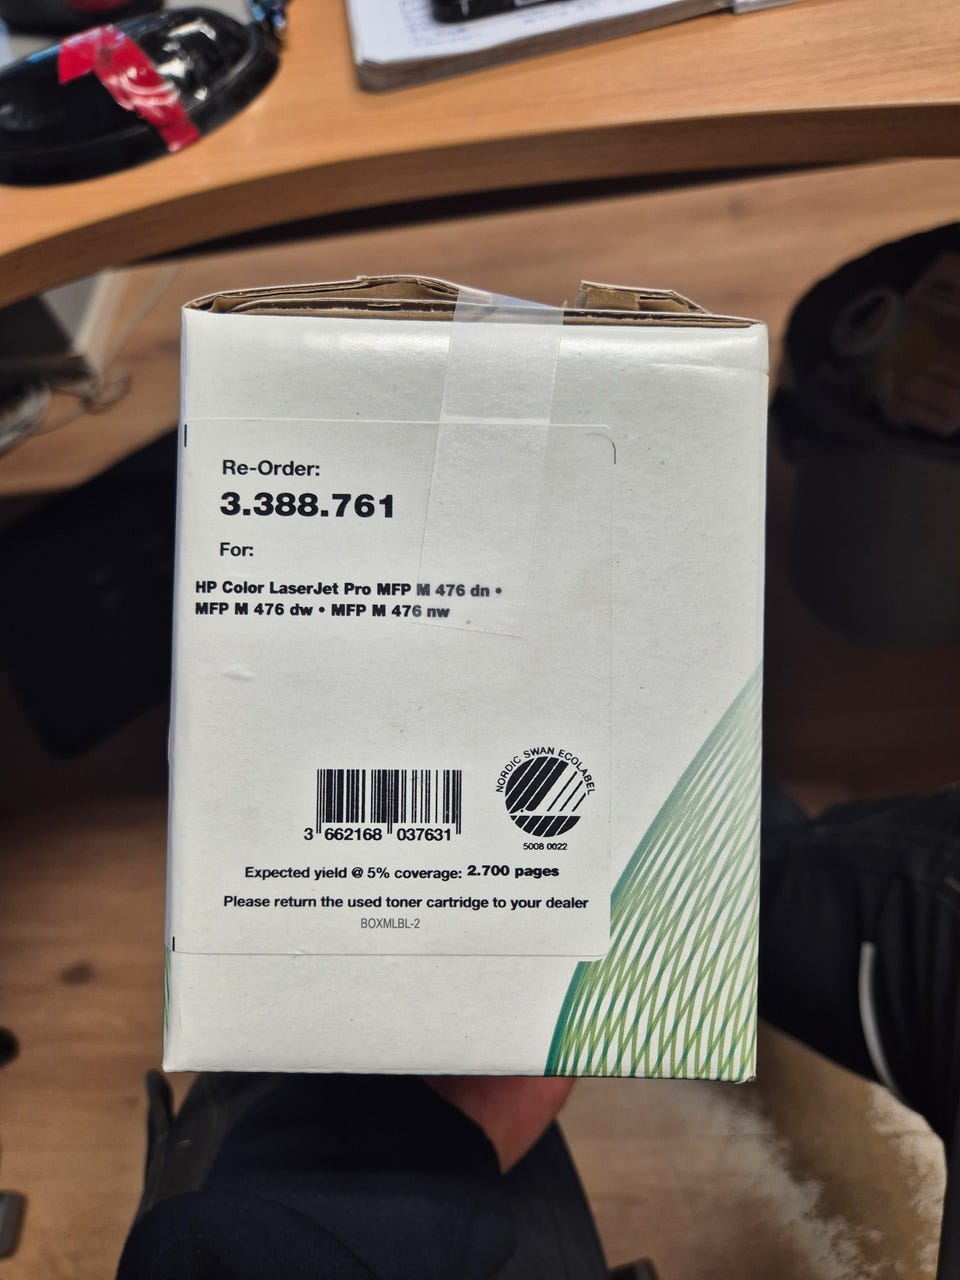 Re-Order:
3.388.761
For:
HP Color LaserJet Pro MFP M 476 dn •
MFP M 476 dw • MFP M 476 nw
NORDIC SWAN ECOLABEL
5008 0022
3 662168 037631
Expected yield @ 5% coverage: 2.700 pages
Please return the used toner cartridge to your dealer
BOXMLBL-2